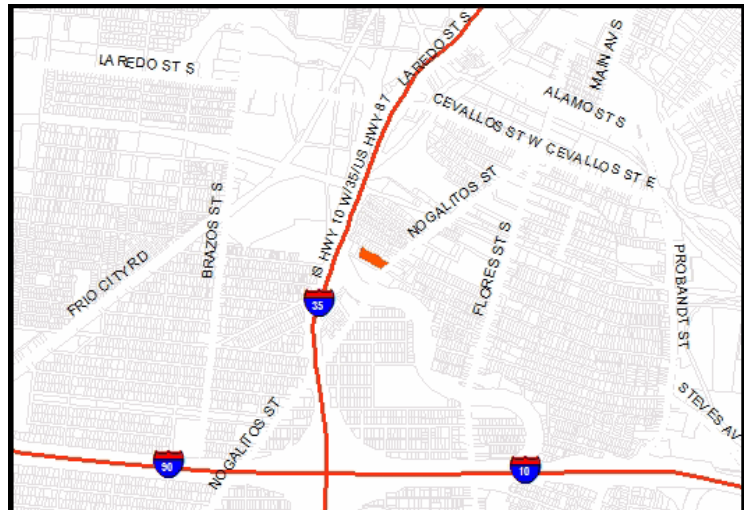 LAREDO ST S
LAREDO ST S
MAIN AV S
ALAMO ST S
CEVALLOS ST W
CEVALLOS ST E
IS HWY 10 W/35/US HWY 87
NOGALITOS ST
BRAZOS ST S
FRIO CITY RD
FLORES ST S
PROBANDT ST
35
STEVES AV
NOGALITOS ST
90
10